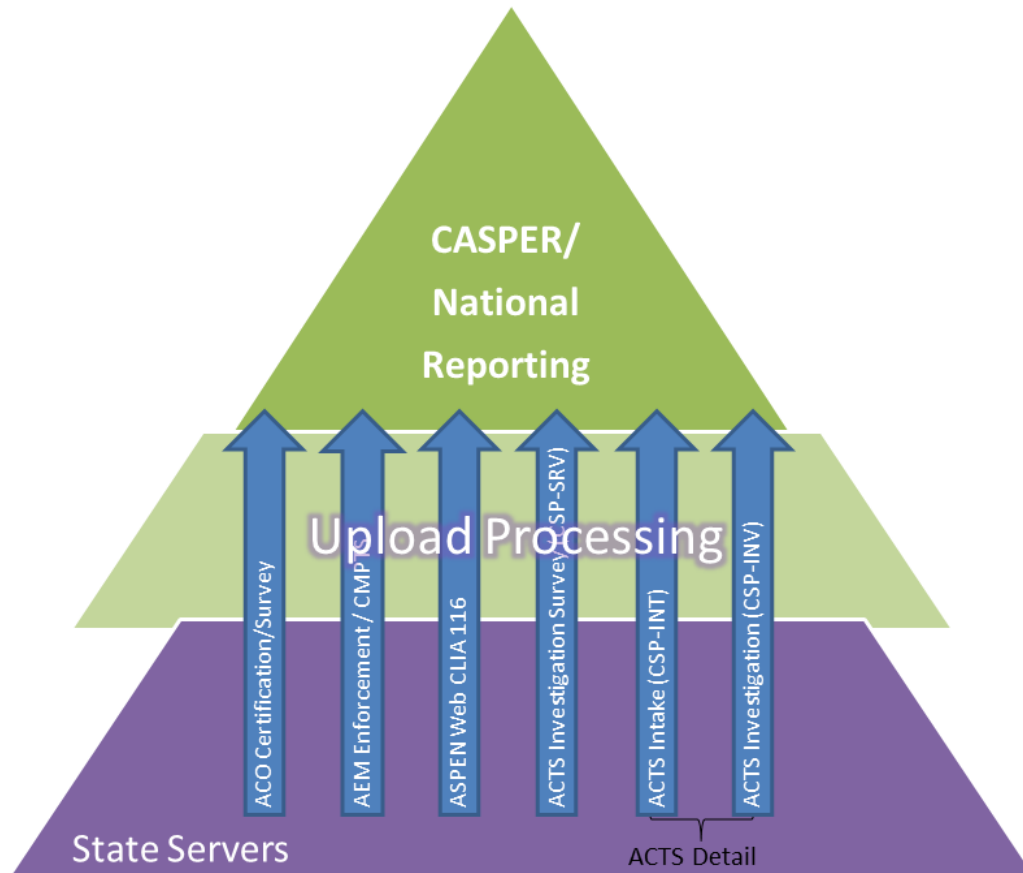 CASPER/
National
Reporting
Upload Processing
ACO Certification/Survey
AEM Enforcement / CMPTS
ASPEN Web CLIA 116
ACTS Investigation Survey (CSP-SRV)
ACTS Intake (CSP-INT)
ACTS Investigation (CSP-INV)
State Servers
ACTS Detail